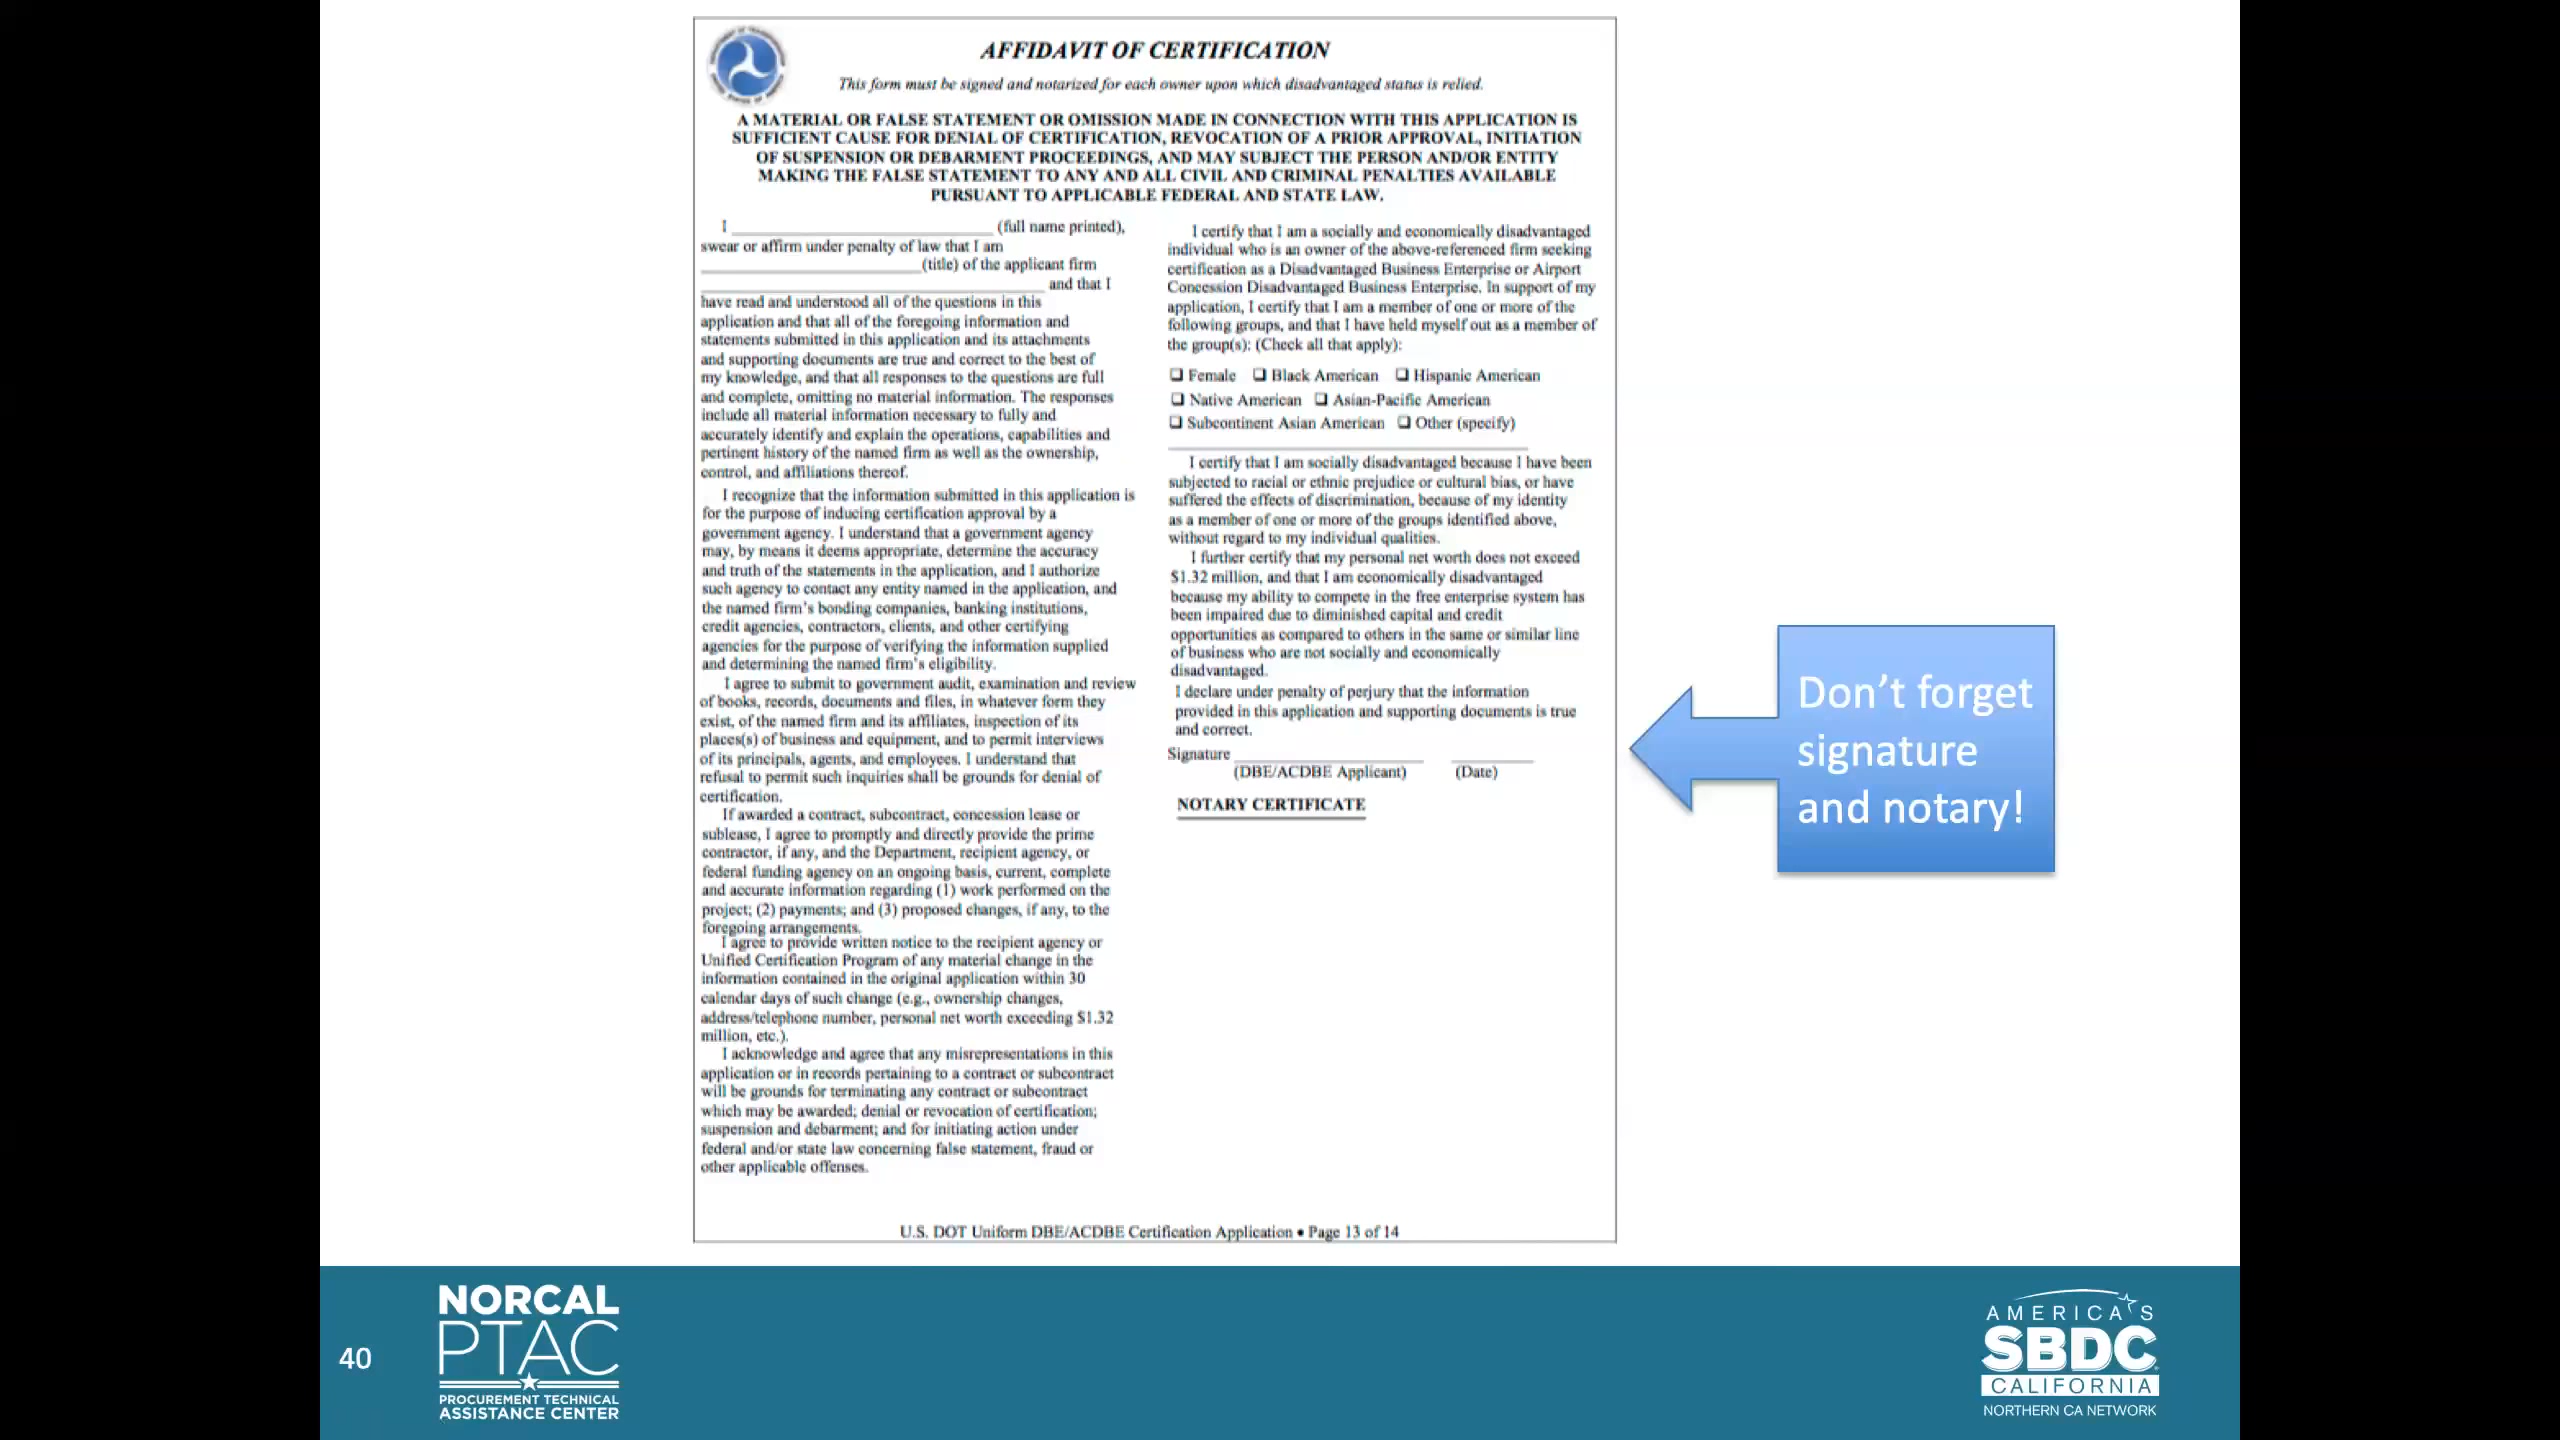 AFFIDAVIT OF CERTIFICATION
This form must be signed and notarized for each owner upon which disadvantaged status is relied.
A MATERIAL OR FALSE STATEMENT OR OMISSION MADE IN CONNECTION WITH THIS APPLICATION IS
SUFFICIENT CAUSE FOR DENIAL OF CERTIFICATION, REVOCATION OF A PRIOR APPROVAL, INITIATION
OF SUSPENSION OR DEBARMENT PROCEEDINGS, AND MAY SUBJECT THE PERSON AND/OR ENTITY
MAKING THE FALSE STATEMENT TO ANY AND ALL CIVIL AND CRIMINAL PENALTIES AVAILABLE
PURSUANT TO APPLICABLE FEDERAL AND STATE LAW.
I ____________________________ (full name printed),
swear or affirm under penalty of law that I am
________________________(title) of the applicant firm
_____________________________________ and that I
have read and understood all of the questions in this
application and that all of the foregoing information and
statements submitted in this application and its attachments
and supporting documents are true and correct to the best of
my knowledge, and that all responses to the questions are full
and complete, omitting no material information. The responses
include all material information necessary to fully and
accurately identify and explain the operations, capabilities and
pertinent history of the named firm as well as the ownership,
control, and affiliations thereof.
I recognize that the information submitted in this application is
for the purpose of inducing certification approval by a
government agency. I understand that a government agency
may, by means it deems appropriate, determine the accuracy
and truth of the statements in the application, and I authorize
such agency to contact any entity named in the application, and
the named firm's bonding companies, banking institutions,
credit agencies, contractors, clients, and other certifying
agencies for the purpose of verifying the information supplied
and determining the named firm's eligibility.
I agree to submit to government audit, examination and review
of books, records, documents and files, in whatever form they
exist, of the named firm and its affiliates, inspection of its
places(s) of business and equipment, and to permit interviews
of its principals, agents, and employees. I understand that
refusal to permit such inquiries shall be grounds for denial of
certification.
If awarded a contract, subcontract, concession lease or
sublease, I agree to promptly and directly provide the prime
contractor, if any, and the Department, recipient agency, or
federal funding agency on an ongoing basis, current, complete
and accurate information regarding (1) work performed on the
project; (2) payments; and (3) proposed changes, if any, to the
foregoing arrangements.
I agree to provide written notice to the recipient agency or
Unified Certification Program of any material change in the
information contained in the original application within 30
calendar days of such change (e.g., ownership changes,
address/telephone number, personal net worth exceeding $1.32
million, etc.).
I acknowledge and agree that any misrepresentations in this
application or in records pertaining to a contract or subcontract
will be grounds for terminating any contract or subcontract
which may be awarded; denial or revocation of certification;
suspension and debarment; and for initiating action under
federal and/or state law concerning false statement, fraud or
other applicable offenses.
I certify that I am a socially and economically disadvantaged
individual who is an owner of the above-referenced firm seeking
certification as a Disadvantaged Business Enterprise or Airport
Concession Disadvantaged Business Enterprise. In support of my
application, I certify that I am a member of one or more of the
following groups, and that I have held myself out as a member of
the group(s): (Check all that apply):
❑ Female ❑ Black American ❑ Hispanic American
❑ Native American ❑ Asian-Pacific American
❑ Subcontinent Asian American ❑ Other (specify)
I certify that I am socially disadvantaged because I have been
subjected to racial or ethnic prejudice or cultural bias, or have
suffered the effects of discrimination, because of my identity
as a member of one or more of the groups identified above,
without regard to my individual qualities.
I further certify that my personal net worth does not exceed
$1.32 million, and that I am economically disadvantaged
because my ability to compete in the free enterprise system has
been impaired due to diminished capital and credit
opportunities as compared to others in the same or similar line
of business who are not socially and economically
disadvantaged.
I declare under penalty of perjury that the information
provided in this application and supporting documents is true
and correct.
Signature ____________________ _________
(DBE/ACDBE Applicant) (Date)
NOTARY CERTIFICATE
U.S. DOT Uniform DBE/ACDBE Certification Application • Page 13 of 14
Don't forget
signature
and notary!
40
NORCAL
PTAC
PROCUREMENT TECHNICAL
ASSISTANCE CENTER
AMERICA'S
SBDC
CALIFORNIA
NORTHERN CA NETWORK